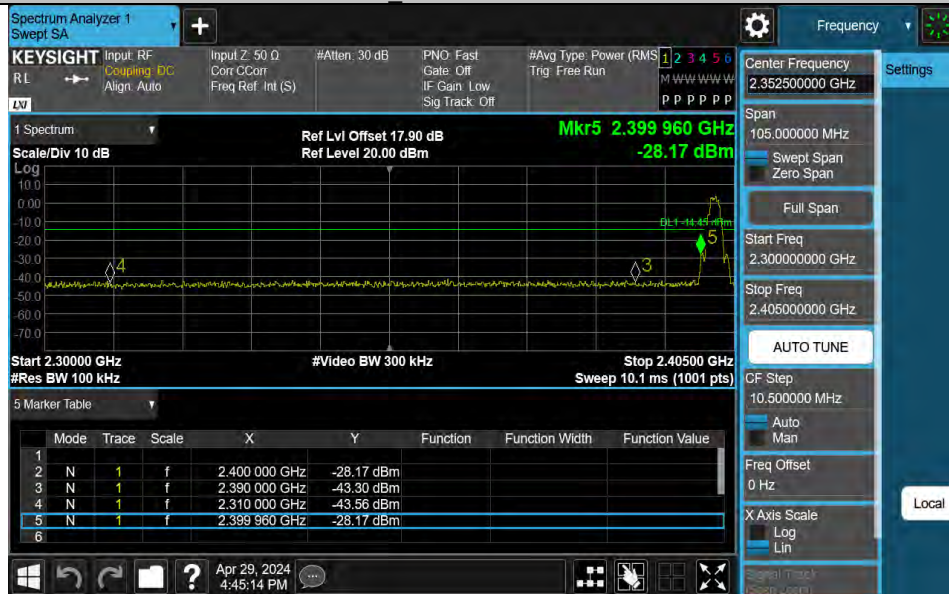 Spectrum Analyzer 1
Swept SA
+
Frequency
KEYSIGHT
Input: RF
Coupling: DC
Align: Auto
RL
LXI
Input Z: 50 Ω
Corr CCorr
Freq Ref: Int (S)
#Atten: 30 dB
PNO: Fast
Gate: Off
IF Gain: Low
Sig Track: Off
#Avg Type: Power (RMS
Trig: Free Run
1 2 3 4 5 6
M W W W W W
P P P P P P
1 Spectrum
Scale/Div 10 dB
Ref Lvl Offset 17.90 dB
Ref Level 20.00 dBm
Mkr5 2.399 960 GHz
-28.17 dBm
Log
10.0
0.00
-10.0
-20.0
-30.0
-40.0
-50.0
-60.0
-70.0
DL1 -14.45 dBm
4
3
5
Start 2.30000 GHz
#Video BW 300 kHz
Stop 2.40500 GHz
#Res BW 100 kHz
Sweep 10.1 ms (1001 pts)
5 Marker Table
Mode Trace Scale X Y Function Function Width Function Value
1
2 N 1 f 2.400 000 GHz -28.17 dBm
3 N 1 f 2.390 000 GHz -43.30 dBm
4 N 1 f 2.310 000 GHz -43.56 dBm
5 N 1 f 2.399 960 GHz -28.17 dBm
6
?
Apr 29, 2024
4:45:14 PM
Center Frequency
2.352500000 GHz
Span
105.000000 MHz
Swept Span
Zero Span
Full Span
Start Freq
2.300000000 GHz
Stop Freq
2.405000000 GHz
AUTO TUNE
CF Step
10.500000 MHz
Auto
Man
Freq Offset
0 Hz
X Axis Scale
Log
Lin
Signal Track
(Span Zoom)
Settings
Local